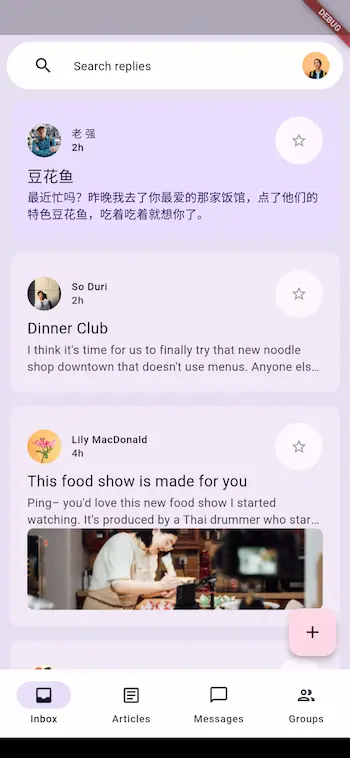 DEBUG
Search replies
老 强
2h
豆花鱼
最近忙吗？昨晚我去了你最爱的那家饭馆，点了他们的
特色豆花鱼，吃着吃着就想你了。
So Duri
2h
Dinner Club
I think it's time for us to finally try that new noodle
shop downtown that doesn't use menus. Anyone els…
Lily MacDonald
4h
This food show is made for you
Ping– you'd love this new food show I started
watching. It's produced by a Thai drummer who star…
+
Inbox
Articles
Messages
Groups